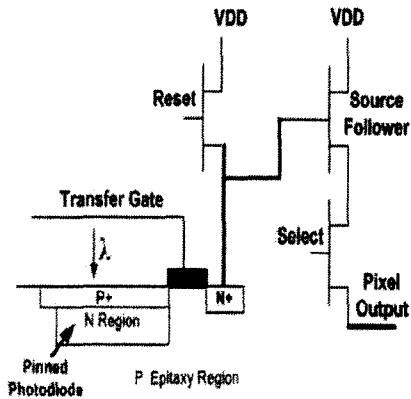 VDD
VDD
Reset
Source
Follower
Transfer Gate
λ
Select
P+
N+
N Region
Pixel
Output
Pinned
Photodiode
P Epitaxy Region